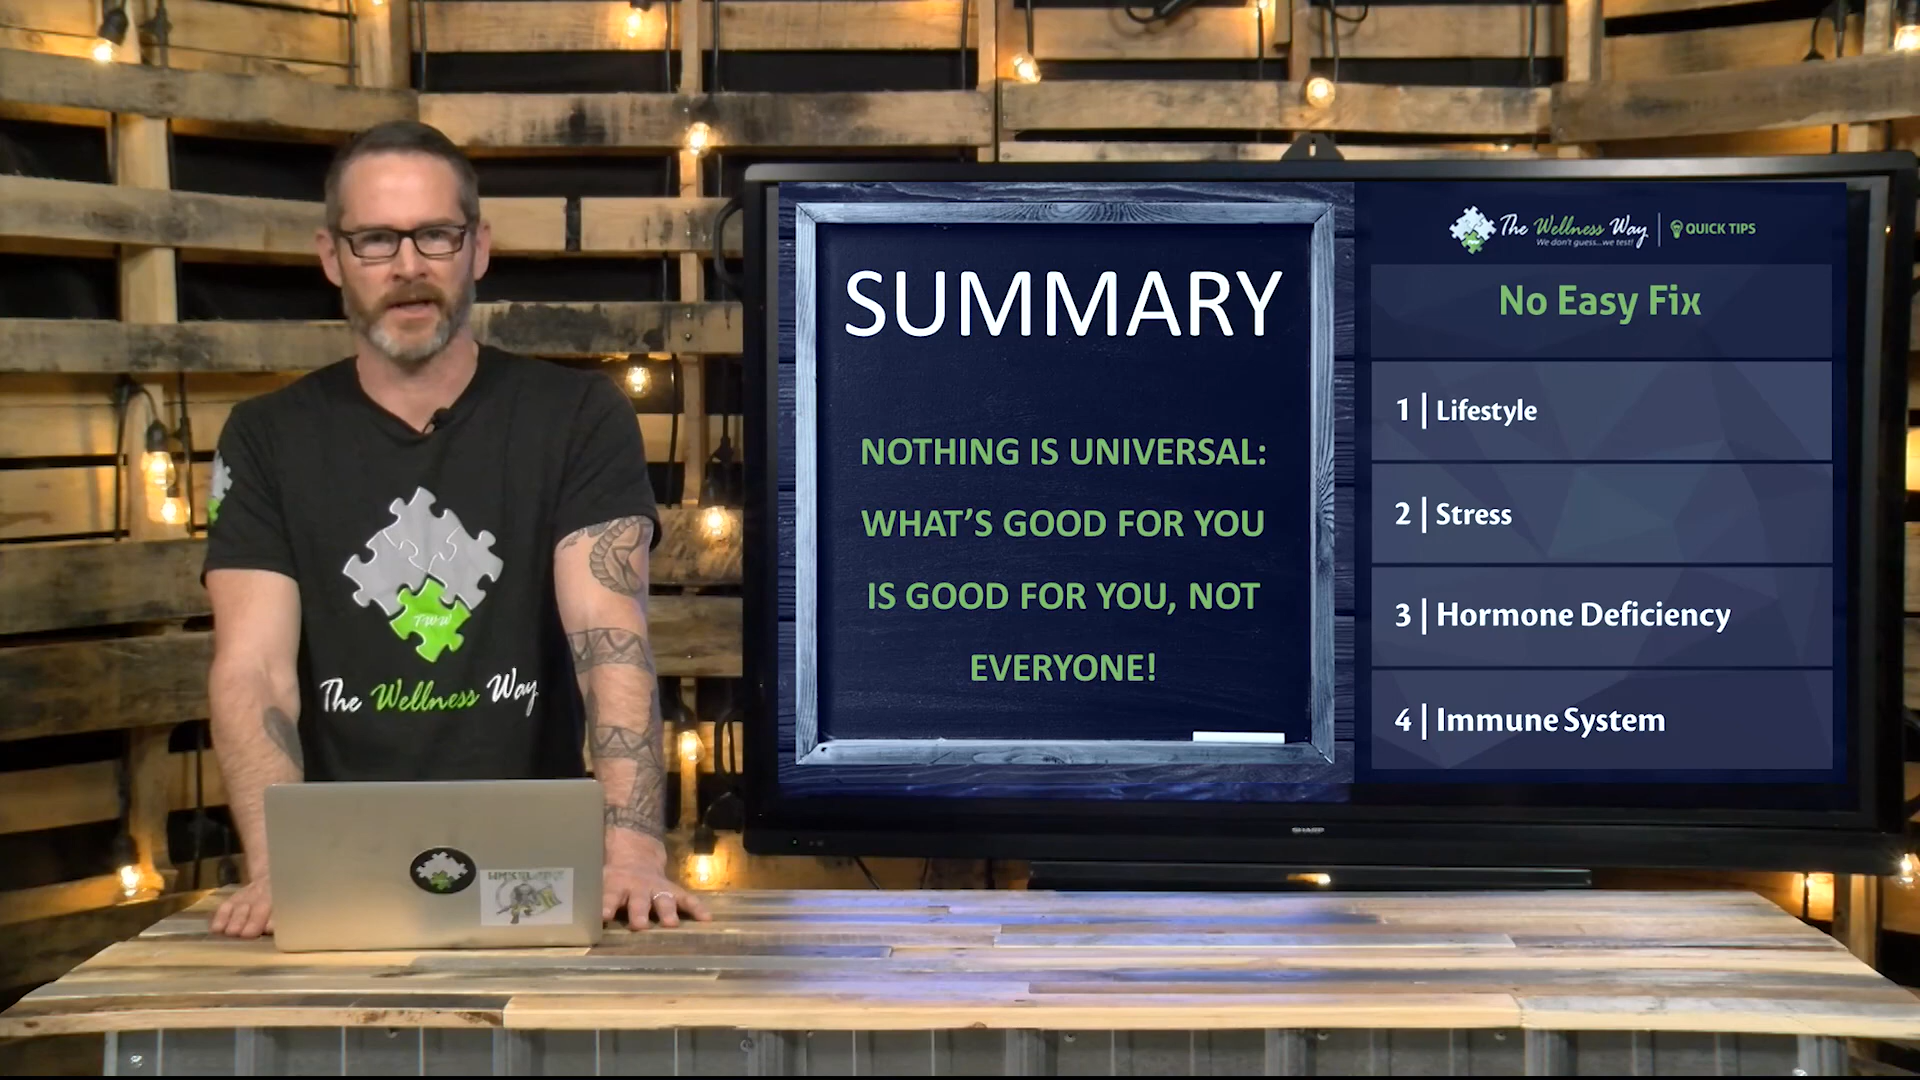 TWW
The Wellness Way
SUMMARY
NOTHING IS UNIVERSAL:
WHAT'S GOOD FOR YOU
IS GOOD FOR YOU, NOT
EVERYONE!
The Wellness Way
We don't guess...we test!
QUICK TIPS
No Easy Fix
1 | Lifestyle
2 | Stress
3 | Hormone Deficiency
4 | Immune System
SHARP